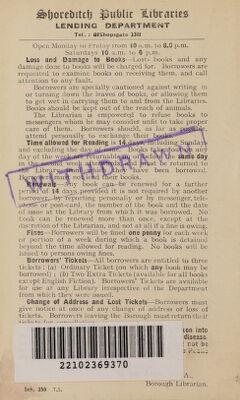 Shoreditch Public Libraries
LENDING DEPARTMENT
Tel.: BIShopsgate
Open Monday to Friday from 10 a.m. to 8.0 p.m.
Saturdays 10 a.m. to 6 p.m.
Loss and Damage to Books—Lost books and any
damage done to books will be charged for. Borrowers are
requested to examine books on receiving them, and call
attention to any fault.
Borrowers are specially cautioned against writing in
or turning down the leaves of books, or allowing them
to get wet in carrying them to and from the Libraries.
Books should be kept out of the reach of animals.
The Librarian is empowered to refuse books to
messengers whom he may consider unfit to take proper
care of them. Borrowers should, as far as possible,
attend personally to exchange their books.
Time allowed for Reading is 14 days including Sundays
and excluding the day of issue. Books
day of the same day
in the be returned to
the Librar have been borrowed.
for books.
WITHDRAWN
Renewals—Any book can be renewed for a further
period of 14 days provided it is not required by another
borrower, by reporting personally or by messenger, tele-
phone or post-card, the number of the book and the date
of issue at the Library from which it was borrowed. No
book can be renewed more than once, except at the
discretion of the Librarian, and not at all if a fine is owing.
Fines—Borrowers will be fined one penny for each week
or portion of a week during which a book is detained
beyond the time allowed for reading. No books will be
issued to persons owing fines.
Borrowers' Tickets—All borrowers are entitled to three
tickets: (a) Ordinary Ticket (on which any book may be
borrowed); (b) Two Extra Tickets (available for all books
except English Fiction). Borrowers' Tickets are available
for use at any Library irrespective of the Department
from which they were issued.
Change of Address and Lost Tickets—Borrowers must
give notice at once of any change of address or loss of
tickets. Borrowers leaving the Borough must return their
ken into
disease.
not be
Public
22102369370
A.,
Borough Librarian.
T.S.